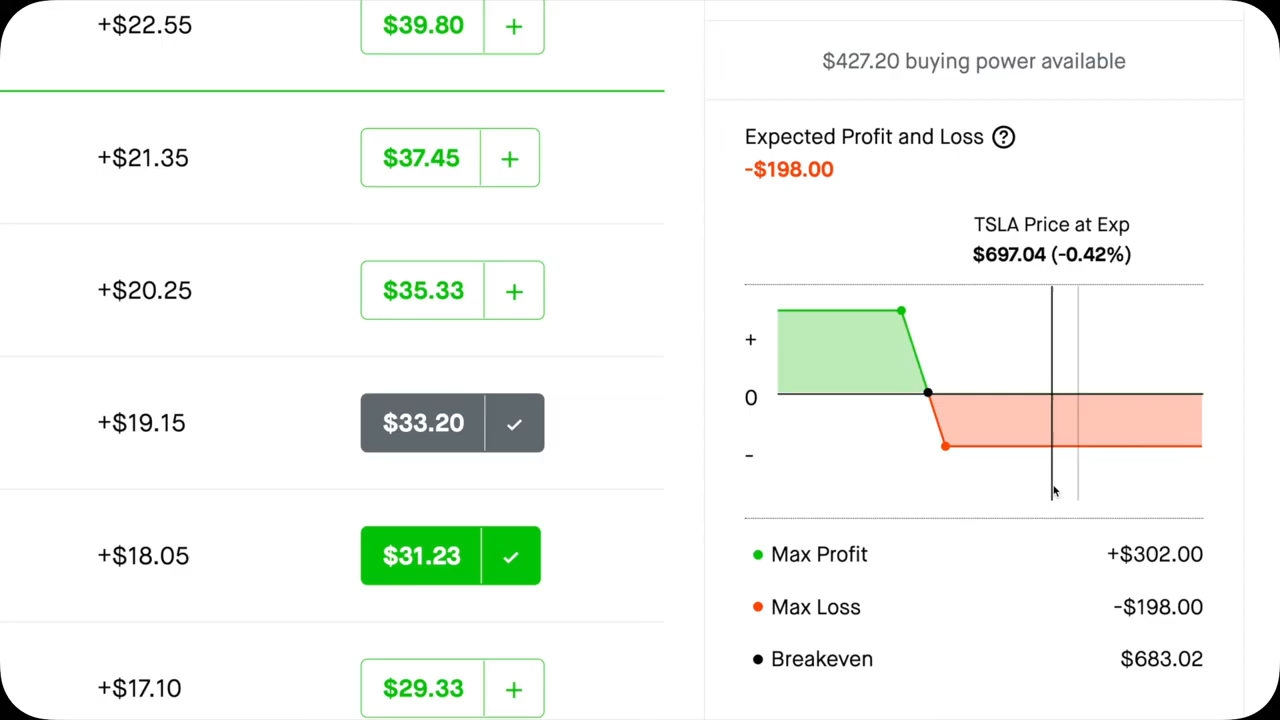 +$22.55 $39.80 +
+$21.35 $37.45 +
+$20.25 $35.33 +
+$19.15 $33.20
+$18.05 $31.23
+$17.10 $29.33 +
$427.20 buying power available
Expected Profit and Loss ?
-$198.00
TSLA Price at Exp
$697.04 (-0.42%)
+
0
-
Max Profit +$302.00
Max Loss -$198.00
Breakeven $683.02